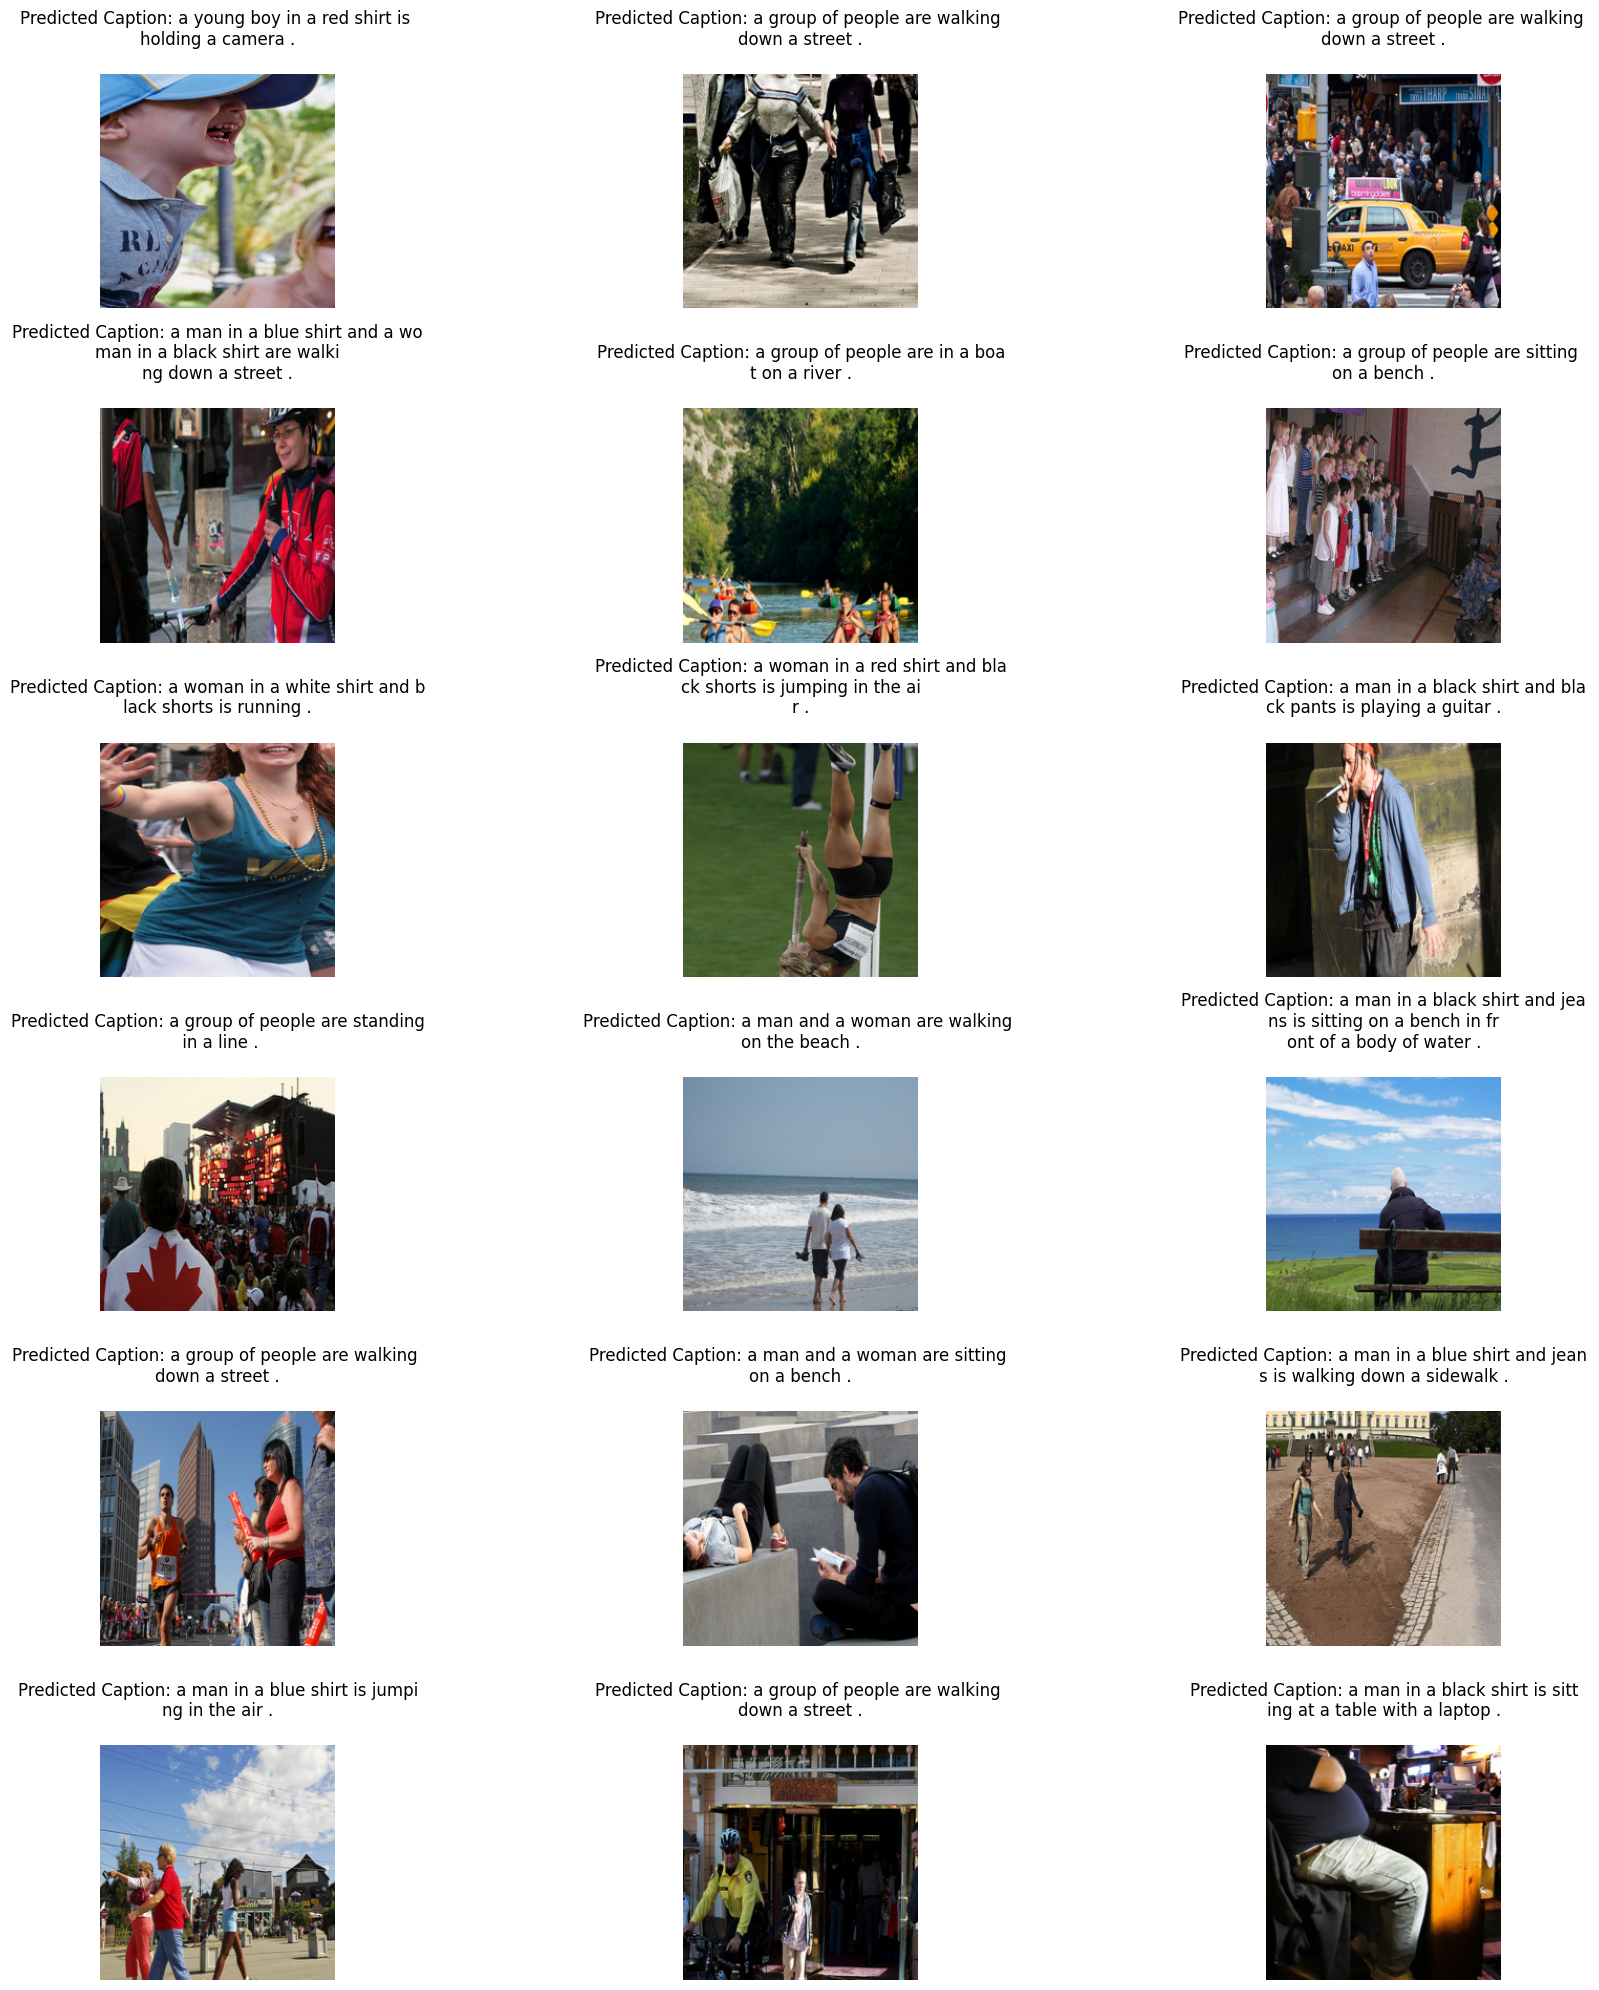 Predicted Caption: a young boy in a red shirt is
holding a camera .
Predicted Caption: a group of people are walking
down a street .
Predicted Caption: a group of people are walking
down a street .
TWYLA THARP
FRANK SINATRA
TAXI
Predicted Caption: a man in a blue shirt and a wo
man in a black shirt are walki
ng down a street .
Predicted Caption: a group of people are in a boa
t on a river .
Predicted Caption: a group of people are sitting
on a bench .
Predicted Caption: a woman in a white shirt and b
lack shorts is running .
Predicted Caption: a woman in a red shirt and bla
ck shorts is jumping in the ai
r .
Predicted Caption: a man in a black shirt and bla
ck pants is playing a guitar .
Predicted Caption: a group of people are standing
in a line .
Predicted Caption: a man and a woman are walking
on the beach .
Predicted Caption: a man in a black shirt and jea
ns is sitting on a bench in fr
ont of a body of water .
Predicted Caption: a group of people are walking
down a street .
Predicted Caption: a man and a woman are sitting
on a bench .
Predicted Caption: a man in a blue shirt and jean
s is walking down a sidewalk .
Predicted Caption: a man in a blue shirt is jumpi
ng in the air .
Predicted Caption: a group of people are walking
down a street .
Predicted Caption: a man in a black shirt is sitt
ing at a table with a laptop .